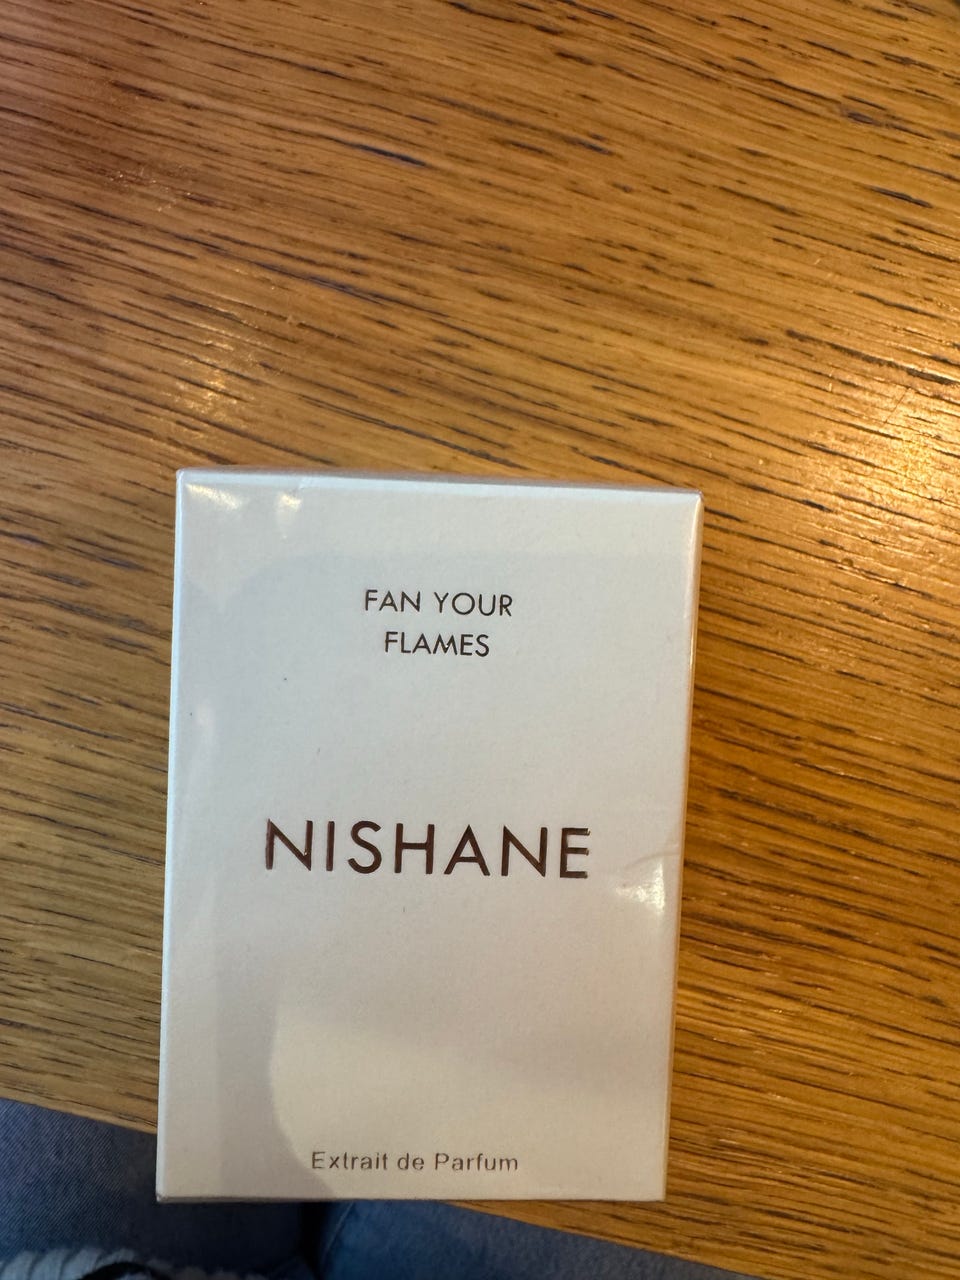 FAN YOUR
FLAMES
NISHANE
Extrait de Parfum